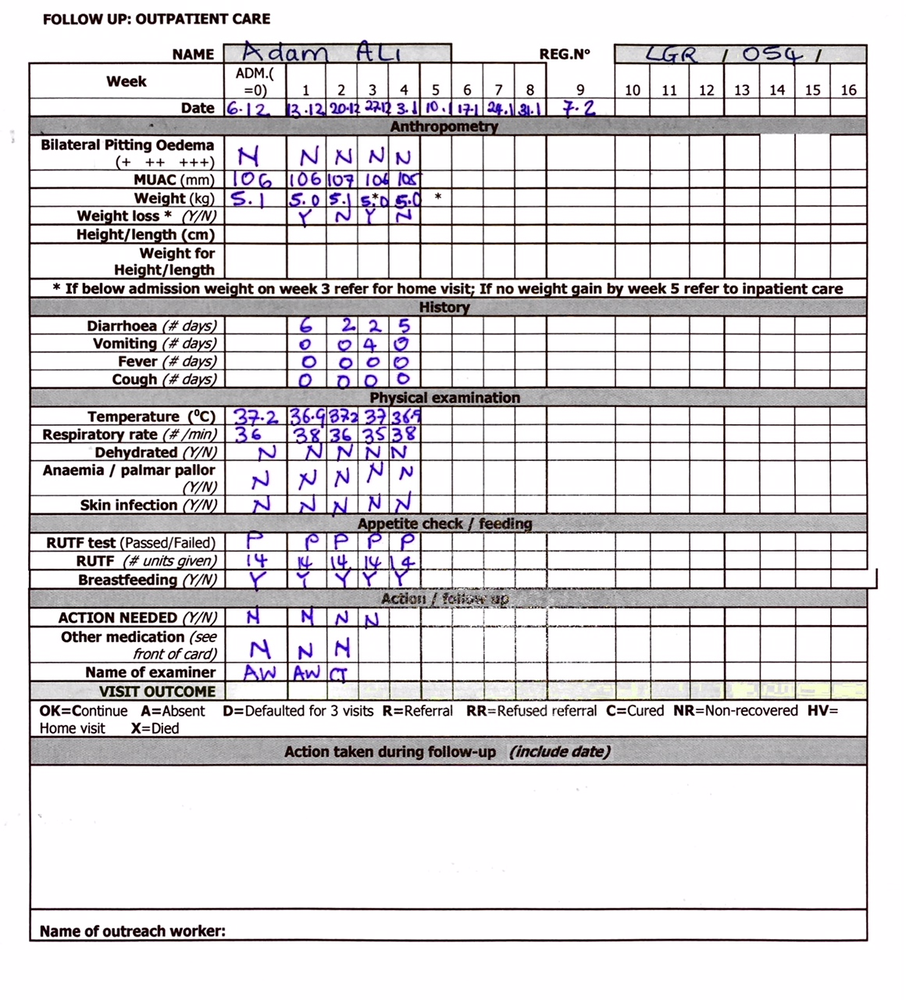 FOLLOW UP: OUTPATIENT CARE
NAME Adam ALI REG.Nº LGR / 054 /
Week ADM.(=0) 1 2 3 4 5 6 7 8 9 10 11 12 13 14 15 16
Date 6.12 13.12 20.12 27.12 3.1 10.1 17.1 24.1 31.1 7.2
Anthropometry
Bilateral Pitting Oedema
(+ ++ +++) N N N N N
MUAC (mm) 106 106 107 106 105
Weight (kg) 5.1 5.0 5.1 5.0* 5.0 *
Weight loss * (Y/N) Y N Y N
Height/length (cm)
Weight for
Height/length
* If below admission weight on week 3 refer for home visit; If no weight gain by week 5 refer to inpatient care
History
Diarrhoea (# days) 6 2 2 5
Vomiting (# days) 0 0 4 0
Fever (# days) 0 0 0 0
Cough (# days) 0 0 0 0
Physical examination
Temperature (⁰C) 37.2 36.9 37.2 37 36.9
Respiratory rate (# /min) 36 38 36 35 38
Dehydrated (Y/N) N N N N N
Anaemia / palmar pallor
(Y/N) N N N N N
Skin infection (Y/N) N N N N N
Appetite check / feeding
RUTF test (Passed/Failed) P P P P P
RUTF (# units given) 14 14 14 14 14
Breastfeeding (Y/N) Y Y Y Y Y
Action / follow up
ACTION NEEDED (Y/N) N N N N
Other medication (see
front of card) N N N
Name of examiner AW AW CT
VISIT OUTCOME
OK=Continue A=Absent D=Defaulted for 3 visits R=Referral RR=Refused referral C=Cured NR=Non-recovered HV=
Home visit X=Died
Action taken during follow-up (include date)
Name of outreach worker: